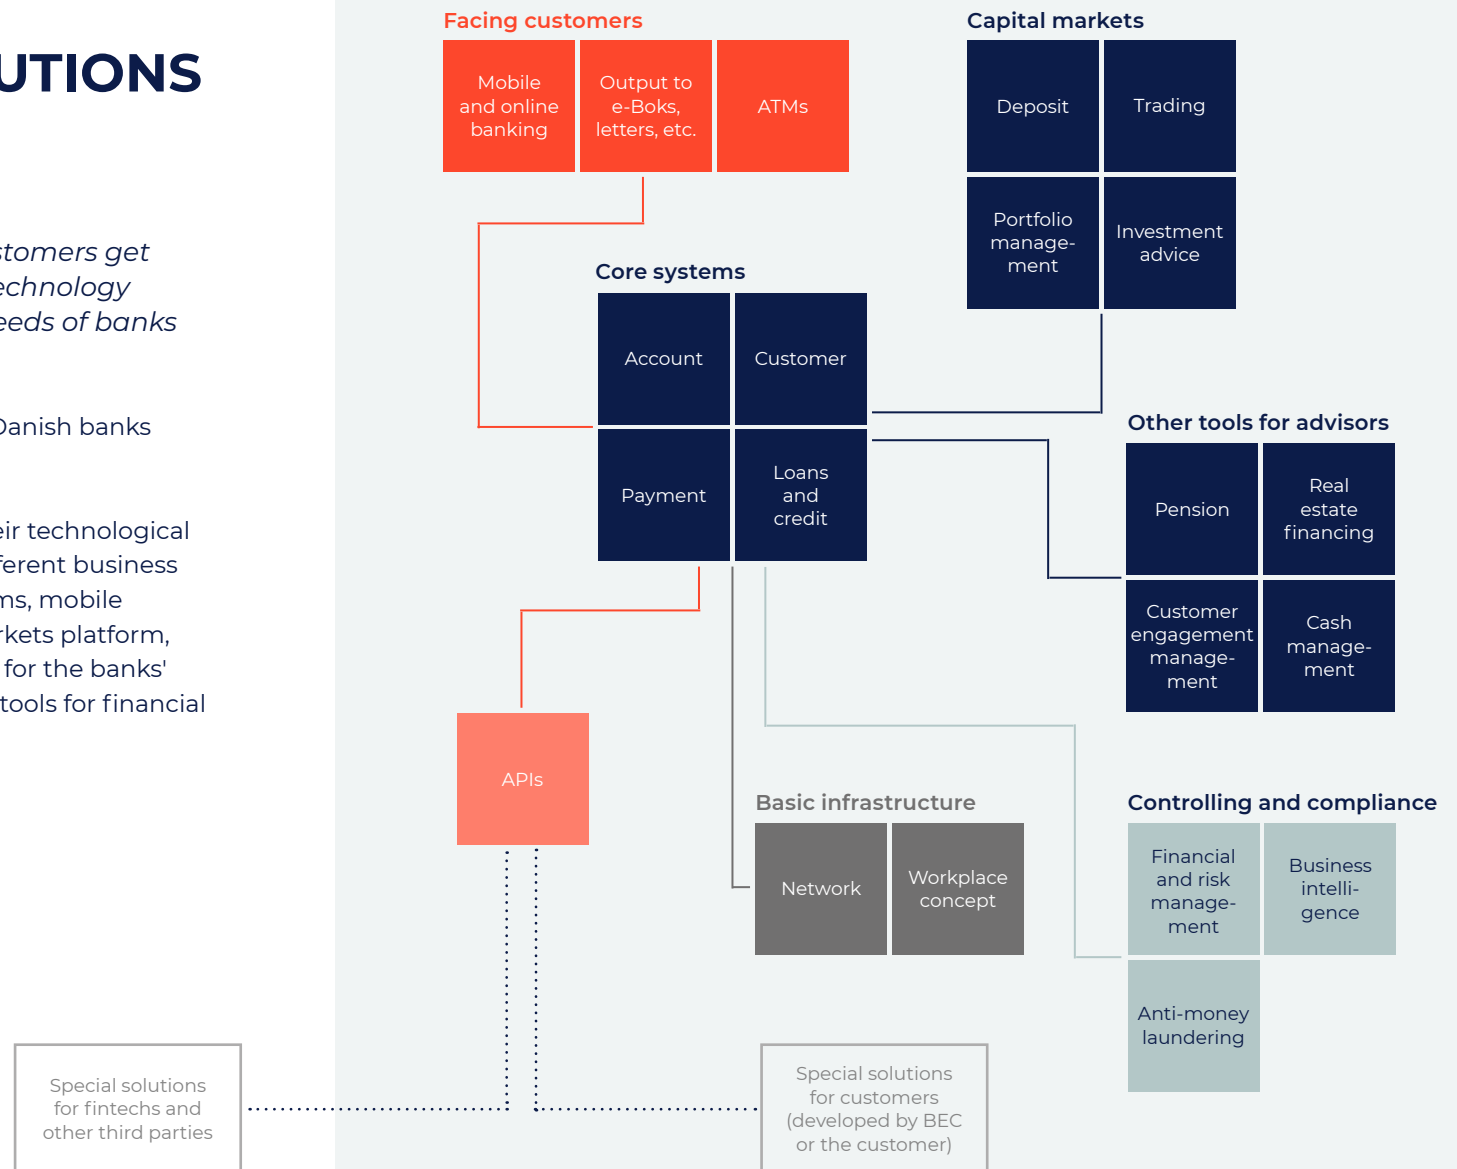 UTIONS
stomers get
echnology
eeds of banks
Danish banks
eir technological
ferent business
ms, mobile
rkets platform,
for the banks'
tools for financial
Facing customers
Mobile
and online
banking
Output to
e-Boks,
letters, etc.
ATMs
Capital markets
Deposit
Trading
Portfolio
manage-
ment
Investment
advice
Core systems
Account
Customer
Payment
Loans
and
credit
Other tools for advisors
Pension
Real
estate
financing
Customer
engagement
manage-
ment
Cash
manage-
ment
APIs
Basic infrastructure
Network
Workplace
concept
Controlling and compliance
Financial
and risk
manage-
ment
Business
intelli-
gence
Anti-money
laundering
Special solutions
for fintechs and
other third parties
Special solutions
for customers
(developed by BEC
or the customer)